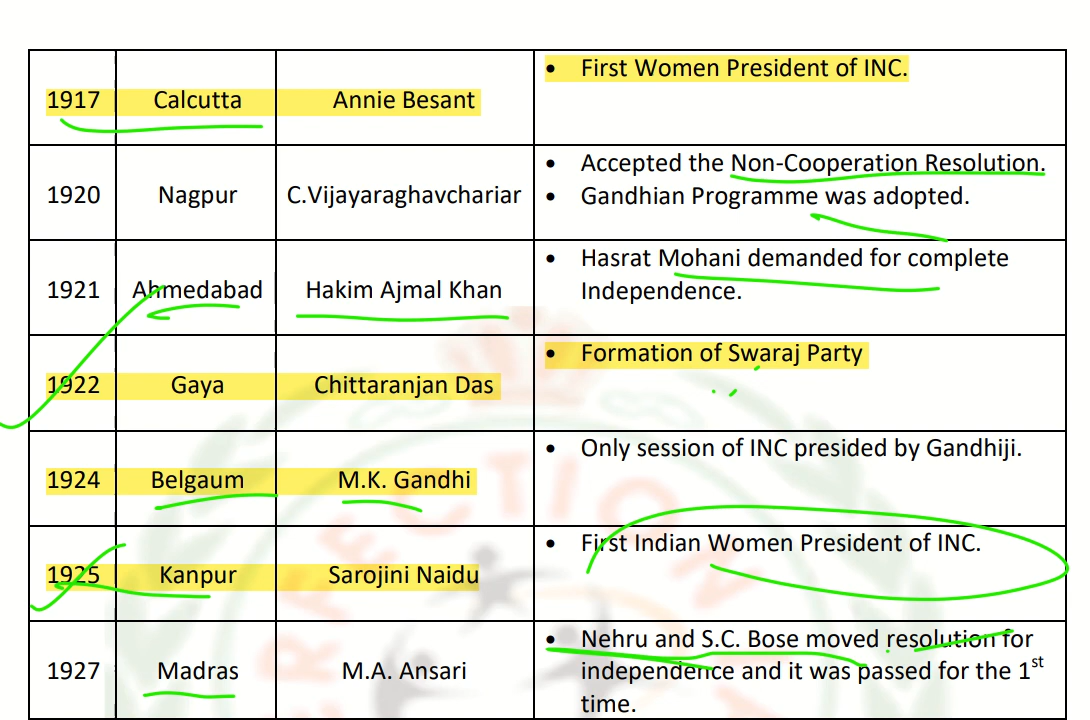 First Women President of INC.
1917 Calcutta Annie Besant
Accepted the Non-Cooperation Resolution.
1920 Nagpur C.Vijayaraghavchariar
Gandhian Programme was adopted.
Hasrat Mohani demanded for complete
1921 Ahmedabad Hakim Ajmal Khan
Independence.
Formation of Swaraj Party
1922 Gaya Chittaranjan Das
Only session of INC presided by Gandhiji.
1924 Belgaum M.K. Gandhi
First Indian Women President of INC.
1925 Kanpur Sarojini Naidu
Nehru and S.C. Bose moved resolution for
1927 Madras M.A. Ansari
independence and it was passed for the 1st
time.